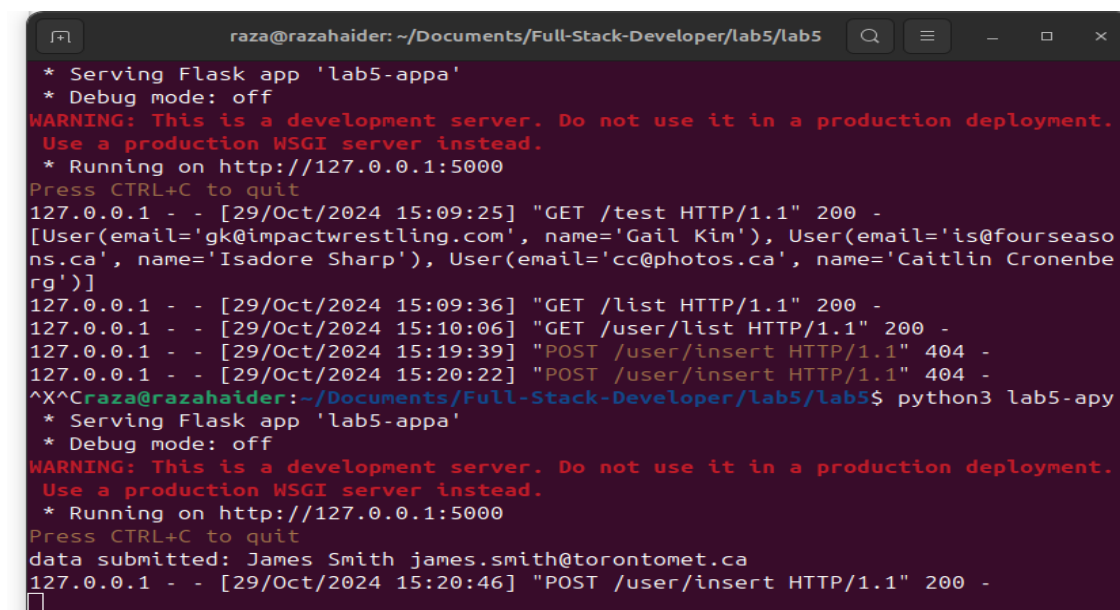 raza@razahaider: ~/Documents/Full-Stack-Developer/lab5/lab5
* Serving Flask app 'lab5-appa'
* Debug mode: off
WARNING: This is a development server. Do not use it in a production deployment.
Use a production WSGI server instead.
* Running on http://127.0.0.1:5000
Press CTRL+C to quit
127.0.0.1 - - [29/Oct/2024 15:09:25] "GET /test HTTP/1.1" 200 -
[User(email='gk@impactwrestling.com', name='Gail Kim'), User(email='is@fourseaso
ns.ca', name='Isadore Sharp'), User(email='cc@photos.ca', name='Caitlin Cronenbe
rg')]
127.0.0.1 - - [29/Oct/2024 15:09:36] "GET /list HTTP/1.1" 200 -
127.0.0.1 - - [29/Oct/2024 15:10:06] "GET /user/list HTTP/1.1" 200 -
127.0.0.1 - - [29/Oct/2024 15:19:39] "POST /user/insert HTTP/1.1" 404 -
127.0.0.1 - - [29/Oct/2024 15:20:22] "POST /user/insert HTTP/1.1" 404 -
^X^Craza@razahaider:~/Documents/Full-Stack-Developer/lab5/lab5$ python3 lab5-apy
* Serving Flask app 'lab5-appa'
* Debug mode: off
WARNING: This is a development server. Do not use it in a production deployment.
Use a production WSGI server instead.
* Running on http://127.0.0.1:5000
Press CTRL+C to quit
data submitted: James Smith james.smith@torontomet.ca
127.0.0.1 - - [29/Oct/2024 15:20:46] "POST /user/insert HTTP/1.1" 200 -